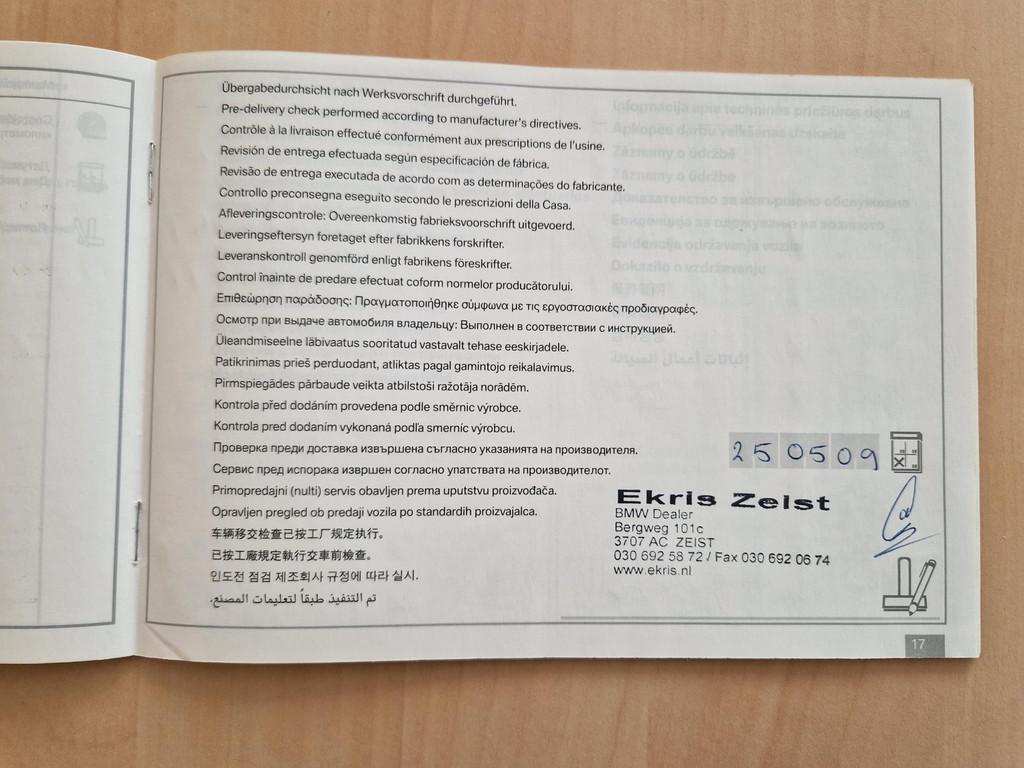 Übergabedurchsicht nach Werksvorschrift durchgeführt.
Pre-delivery check performed according to manufacturer's directives.
Contrôle à la livraison effectué conformément aux prescriptions de l'usine.
Revisión de entrega efectuada según especificación de fábrica.
Revisão de entrega executada de acordo com as determinações do fabricante.
Controllo preconsegna eseguito secondo le prescrizioni della Casa.
Afleveringscontrole: Overeenkomstig fabrieksvoorschrift uitgevoerd.
Leveringseftersyn foretaget efter fabrikkens forskrifter.
Leveranskontroll genomförd enligt fabrikens föreskrifter.
Control înainte de predare efectuat coform normelor producătorului.
Επιθεώρηση παράδοσης: Πραγματοποιήθηκε σύμφωνα με τις εργοστασιακές προδιαγραφές.
Осмотр при выдаче автомобиля владельцу: Выполнен в соответствии с инструкцией.
Üleandmiseelne läbivaatus sooritatud vastavalt tehase eeskirjadele.
Patikrinimas prieš perduodant, atliktas pagal gamintojo reikalavimus.
Pirmspiegādes pārbaude veikta atbilstoši ražotāja norādēm.
Kontrola před dodáním provedena podle směrnic výrobce.
Kontrola pred dodaním vykonaná podľa smerníc výrobcu.
Проверка преди доставка извършена съгласно указанията на производителя.
Сервис пред испорака извршен согласно упатствата на производителот.
Primopredajni (nulti) servis obavljen prema uputstvu proizvođača.
Opravljen pregled ob predaji vozila po standardih proizvajalca.
车辆移交检查已按工厂规定执行。
已按工廠規定執行交車前檢查。
인도전 점검 제조회사 규정에 따라 실시.
تم التنفيذ طبقاً لتعليمات المصنع.
250509
Ekris Zeist
BMW Dealer
Bergweg 101c
3707 AC ZEIST
030 692 58 72 / Fax 030 692 06 74
www.ekris.nl
17